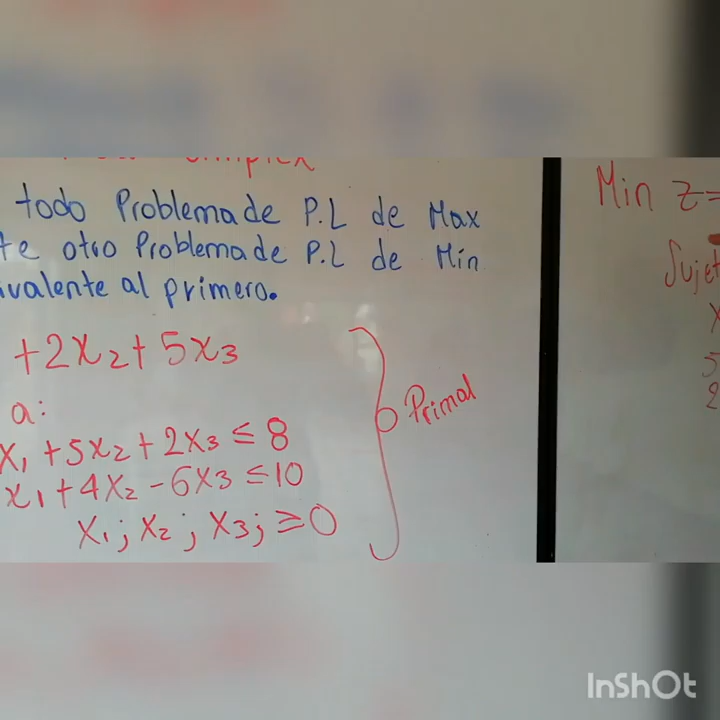 todo Problema de P.L de Max
te otro Problema de P.L de Min
ivalente al primero.
+2x₂+5x₃
a:
x₁+5x₂+2x₃≤8
x₁+4x₂-6x₃≤10
x₁; x₂; x₃; ≥0
Primal
Min z=
Sujet
InShOt